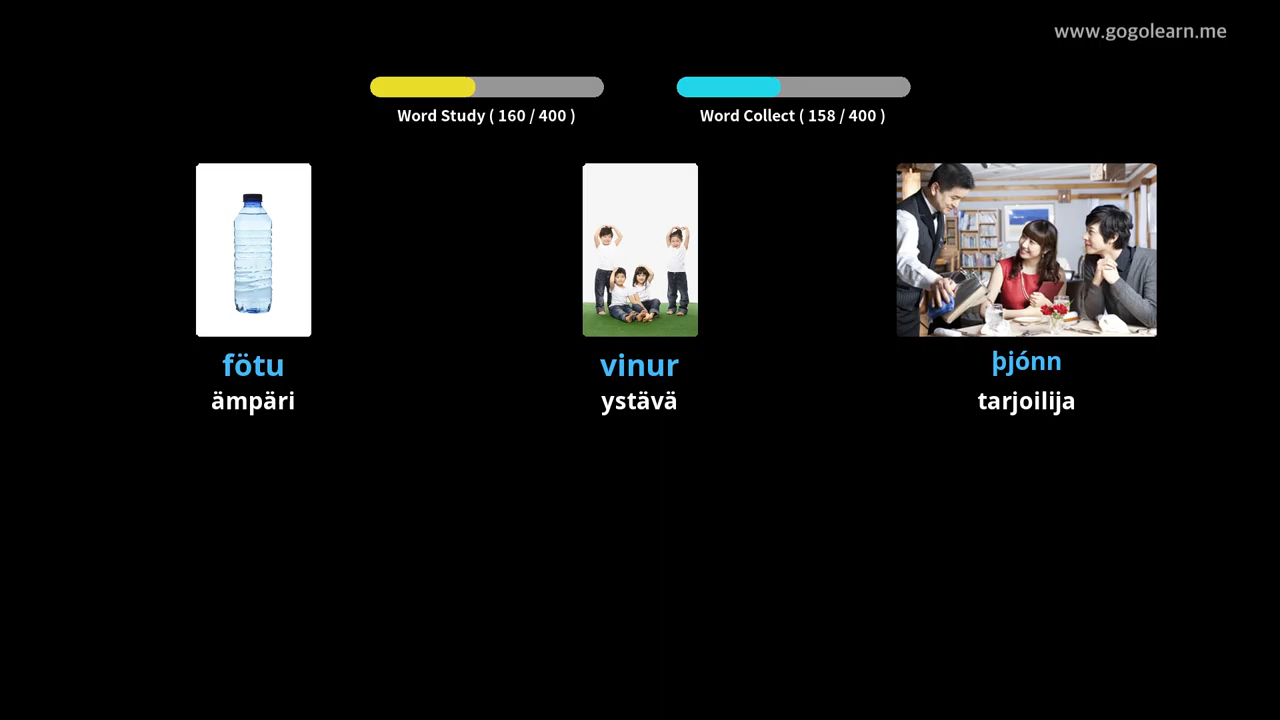 www.gogolearn.me
Word Study ( 160 / 400 )
Word Collect ( 158 / 400 )
fötu
ämpäri
vinur
ystävä
þjónn
tarjoilija